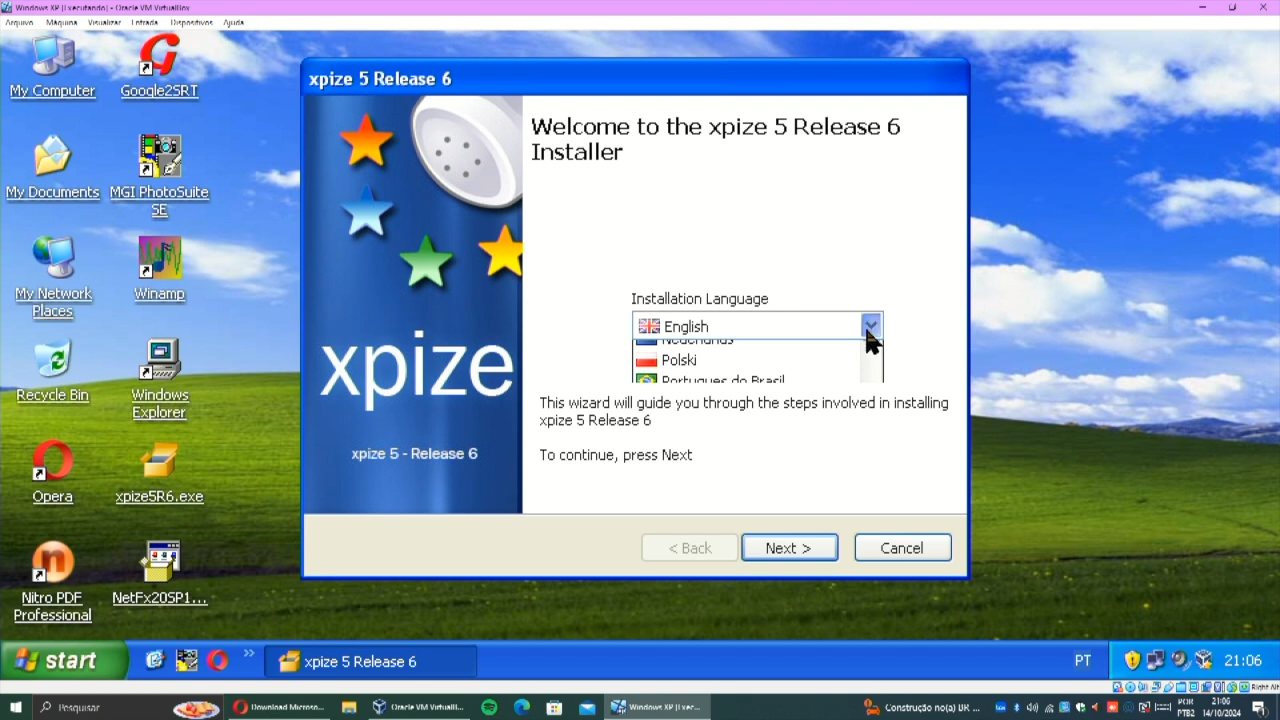 Windows XP [Executando] - Oracle VM VirtualBox
Arquivo Máquina Visualizar Entrada Dispositivos Ajuda
My Computer
Google2SRT
My Documents
MGI PhotoSuite
SE
My Network
Places
Winamp
Recycle Bin
Windows
Explorer
Opera
xpize5R6.exe
Nitro PDF
Professional
NetFx20SP1...
xpize 5 Release 6
xpize
xpize 5 - Release 6
Welcome to the xpize 5 Release 6
Installer
Installation Language
English
Nederlands
Polski
Portugues do Brasil
This wizard will guide you through the steps involved in installing
xpize 5 Release 6
To continue, press Next
< Back
Next >
Cancel
start
xpize 5 Release 6
PT
21:06
Right Alt
Pesquisar
Download Microso...
Oracle VM VirtualB...
Windows XP [Exec...
Construção no(a) BR ...
POR
PTB2
21:06
14/10/2024